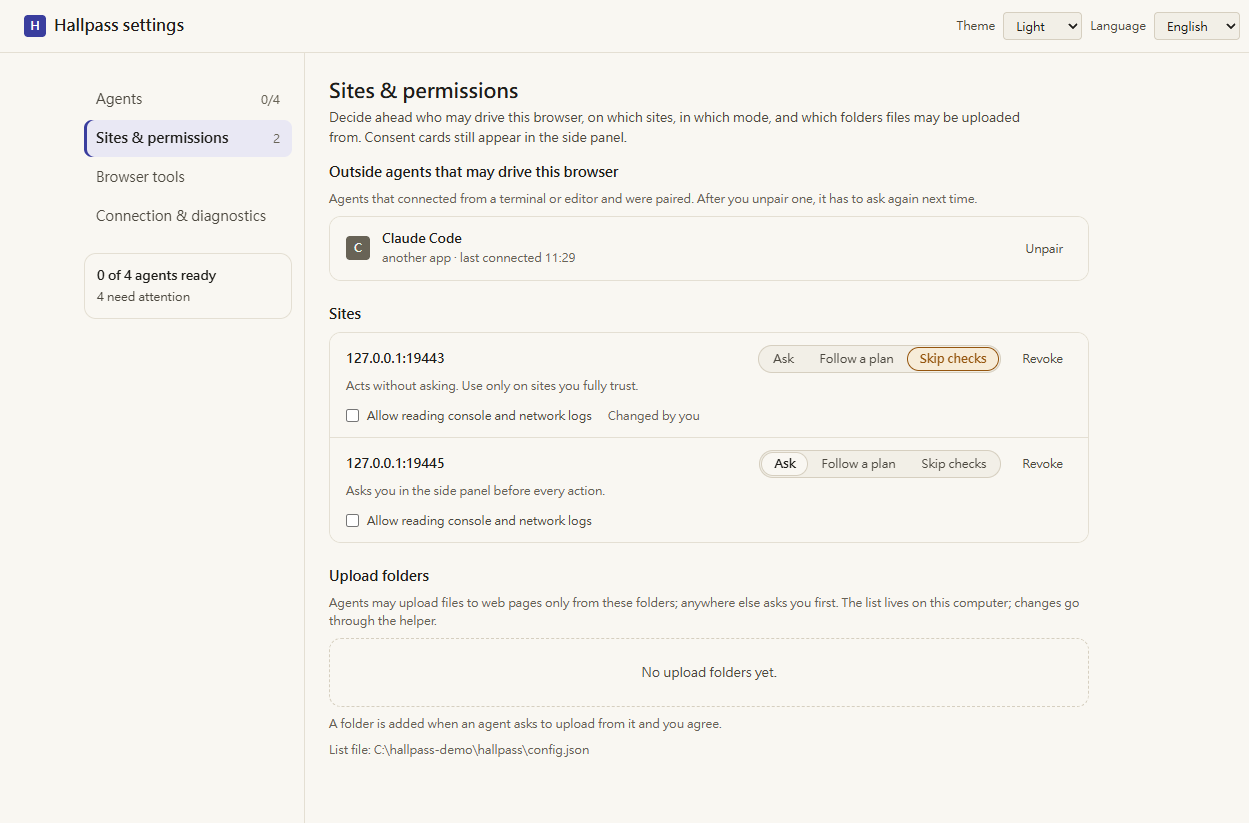 H Hallpass settings
Theme Light Language English
Agents 0/4
Sites & permissions 2
Browser tools
Connection & diagnostics
0 of 4 agents ready
4 need attention
Sites & permissions
Decide ahead who may drive this browser, on which sites, in which mode, and which folders files may be uploaded
from. Consent cards still appear in the side panel.
Outside agents that may drive this browser
Agents that connected from a terminal or editor and were paired. After you unpair one, it has to ask again next time.
C Claude Code
another app · last connected 11:29
Unpair
Sites
127.0.0.1:19443 Ask Follow a plan Skip checks Revoke
Acts without asking. Use only on sites you fully trust.
Allow reading console and network logs Changed by you
127.0.0.1:19445 Ask Follow a plan Skip checks Revoke
Asks you in the side panel before every action.
Allow reading console and network logs
Upload folders
Agents may upload files to web pages only from these folders; anywhere else asks you first. The list lives on this computer; changes go
through the helper.
No upload folders yet.
A folder is added when an agent asks to upload from it and you agree.
List file: C:\hallpass-demo\hallpass\config.json